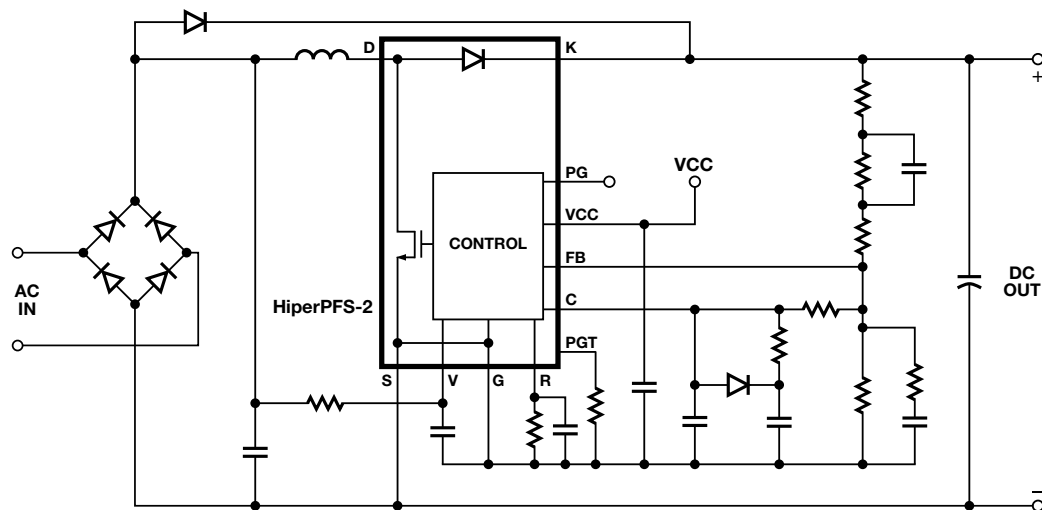 D
K
+
PG
VCC
VCC
CONTROL
FB
AC
IN
HiperPFS-2
C
DC
OUT
PGT
S
V
G
R
−